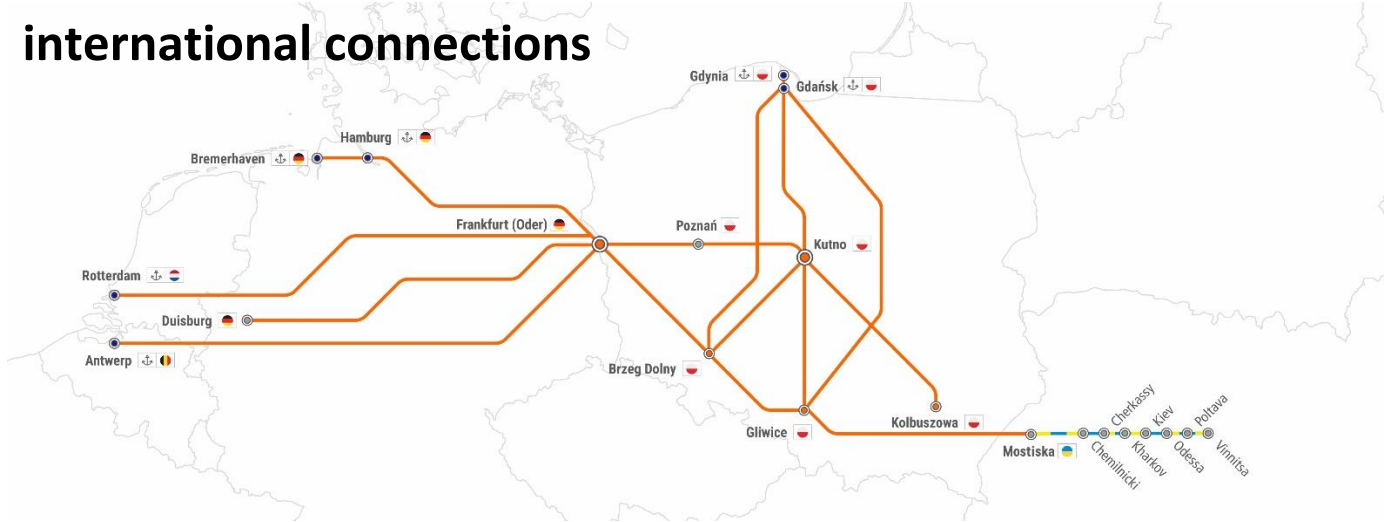 international connections
Gdynia
Gdańsk
Hamburg
Bremerhaven
Frankfurt (Oder)
Poznań
Kutno
Rotterdam
Duisburg
Antwerp
Brzeg Dolny
Gliwice
Kolbuszowa
Mostiska
Chemilnicki
Cherkassy
Kharkov
Kiev
Odessa
Poltava
Vinnitsa